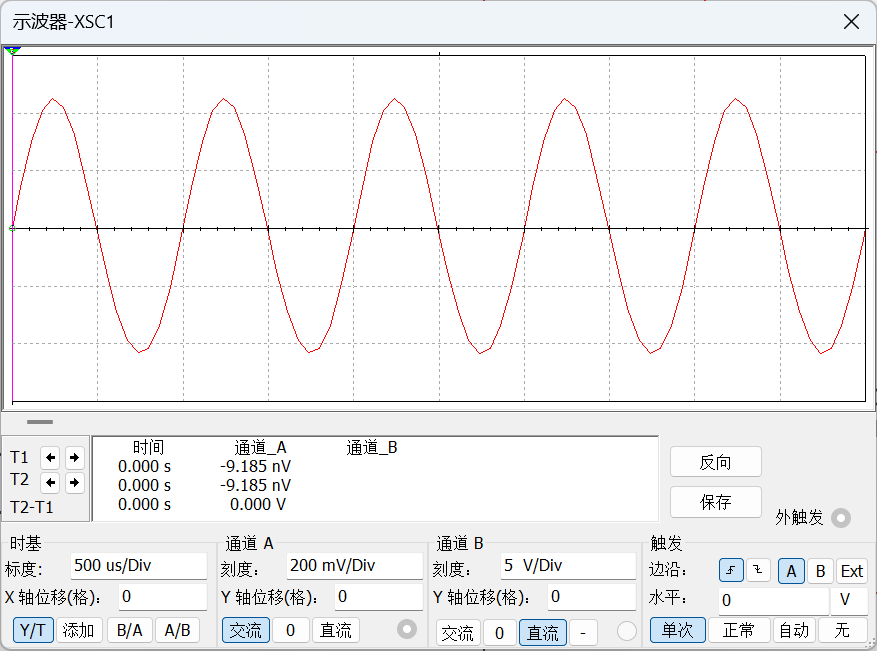 示波器-XSC1
时间 通道_A 通道_B
T1 0.000 s -9.185 nV
T2 0.000 s -9.185 nV
T2-T1 0.000 s 0.000 V
反向
保存
外触发
时基
标度： 500 us/Div
X 轴位移(格)： 0
Y/T 添加 B/A A/B
通道 A
刻度： 200 mV/Div
Y 轴位移(格)： 0
交流 0 直流
通道 B
刻度： 5 V/Div
Y 轴位移(格)： 0
交流 0 直流 -
触发
边沿： A B Ext
水平： 0 V
单次 正常 自动 无